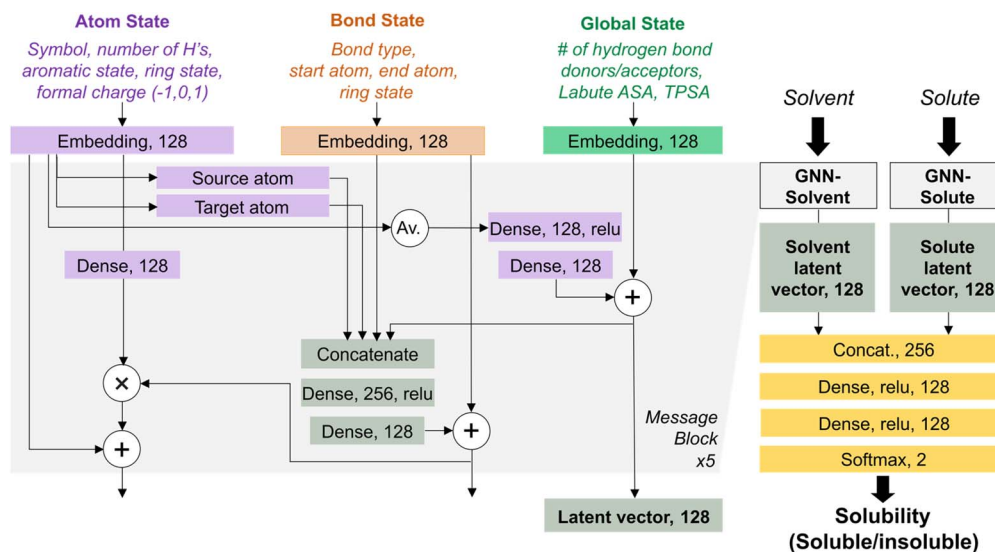 Atom State
Symbol, number of H's,
aromatic state, ring state,
formal charge (-1,0,1)
Embedding, 128
Bond State
Bond type,
start atom, end atom,
ring state
Embedding, 128
Global State
# of hydrogen bond
donors/acceptors,
Labute ASA, TPSA
Embedding, 128
Source atom
Target atom
Av.
Dense, 128, relu
Dense, 128
Dense, 128
+
Concatenate
Dense, 256, relu
Dense, 128
×
+
+
Message
Block
x5
Latent vector, 128
Solvent
Solute
GNN-
Solvent
GNN-
Solute
Solvent
latent
vector, 128
Solute
latent
vector, 128
Concat., 256
Dense, relu, 128
Dense, relu, 128
Softmax, 2
Solubility
(Soluble/insoluble)